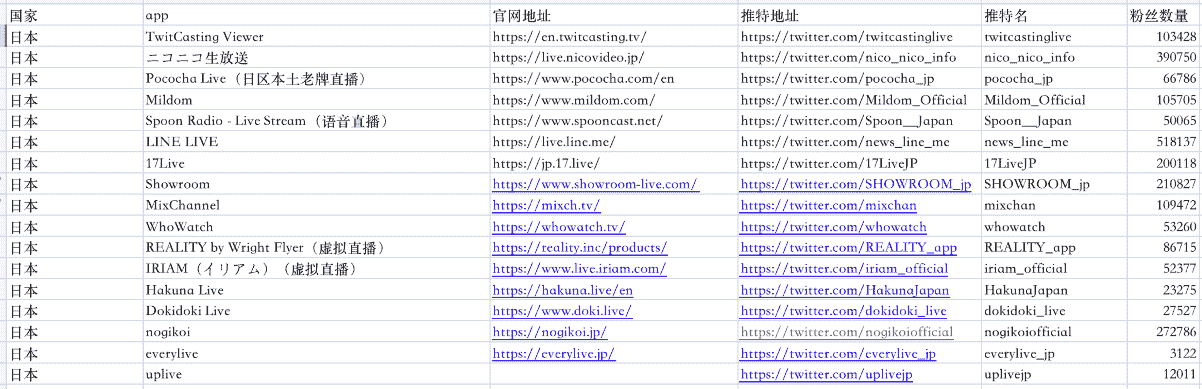 国家 app 官网地址 推特地址 推特名 粉丝数量
日本 TwitCasting Viewer https://en.twitcasting.tv/ https://twitter.com/twitcastinglive twitcastinglive 103428
日本 ニコニコ生放送 https://live.nicovideo.jp/ https://twitter.com/nico_nico_info nico_nico_info 390750
日本 Pococha Live（日区本土老牌直播） https://www.pococha.com/en https://twitter.com/pococha_jp pococha_jp 66786
日本 Mildom https://www.mildom.com/ https://twitter.com/Mildom_Official Mildom_Official 105705
日本 Spoon Radio - Live Stream（语音直播） https://www.spooncast.net/ https://twitter.com/Spoon__Japan Spoon__Japan 50065
日本 LINE LIVE https://live.line.me/ https://twitter.com/news_line_me news_line_me 518137
日本 17Live https://jp.17.live/ https://twitter.com/17LiveJP 17LiveJP 200118
日本 Showroom https://www.showroom-live.com/ https://twitter.com/SHOWROOM_jp SHOWROOM_jp 210827
日本 MixChannel https://mixch.tv/ https://twitter.com/mixchan mixchan 109472
日本 WhoWatch https://whowatch.tv/ https://twitter.com/whowatch whowatch 53260
日本 REALITY by Wright Flyer（虚拟直播） https://reality.inc/products/ https://twitter.com/REALITY_app REALITY_app 86715
日本 IRIAM（イリアム）（虚拟直播） https://www.live.iriam.com/ https://twitter.com/iriam_official iriam_official 52377
日本 Hakuna Live https://hakuna.live/en https://twitter.com/HakunaJapan HakunaJapan 23275
日本 Dokidoki Live https://www.doki.live/ https://twitter.com/dokidoki_live dokidoki_live 27527
日本 nogikoi https://nogikoi.jp/ https://twitter.com/nogikoiofficial nogikoiofficial 272786
日本 everylive https://everylive.jp/ https://twitter.com/everylive_jp everylive_jp 3122
日本 uplive https://twitter.com/uplivejp uplivejp 12011